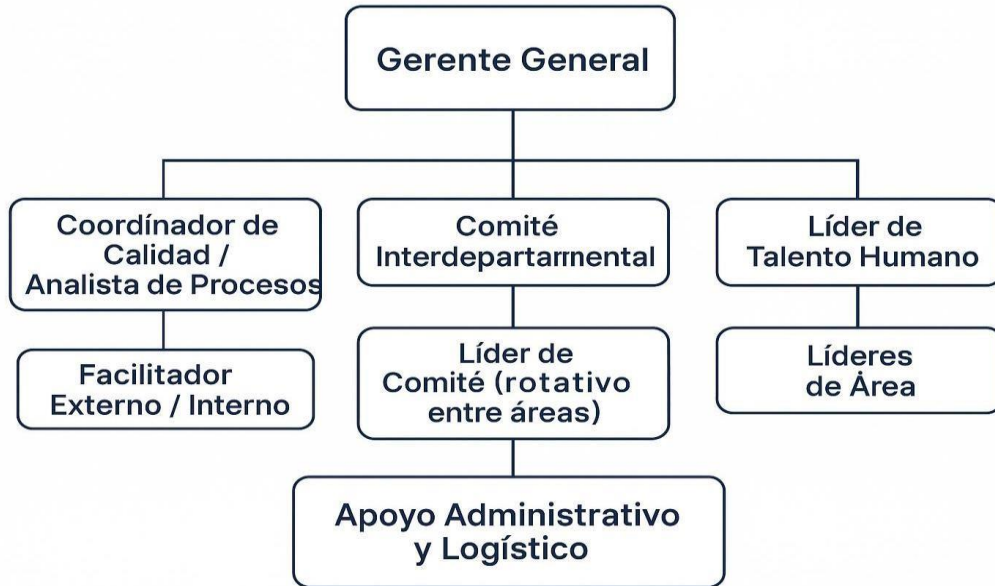 Gerente General
Coordínador de
Calidad /
Analista de Procesos
Comité
Interdepartarmnental
Líder de
Talento Humano
Facilitador
Externo / Interno
Líder de
Comité (rotativo
entre áreas)
Líderes
de Área
Apoyo Administrativo
y Logístico